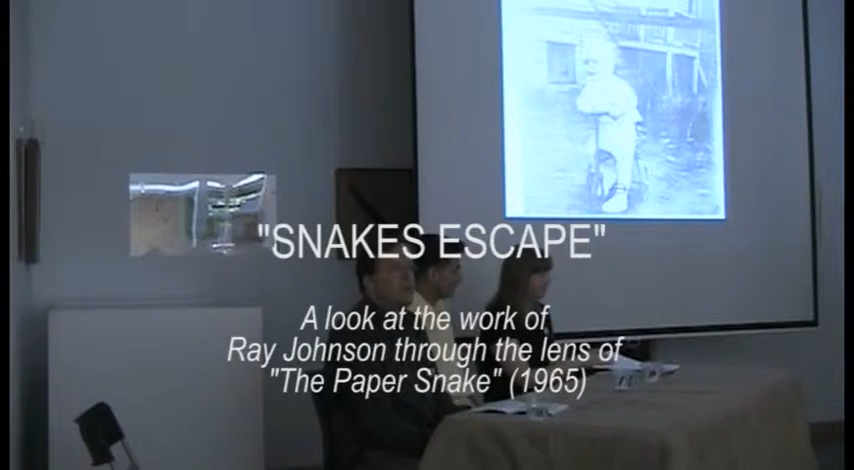 "SNAKES ESCAPE"
A look at the work of
Ray Johnson through the lens of
"The Paper Snake" (1965)